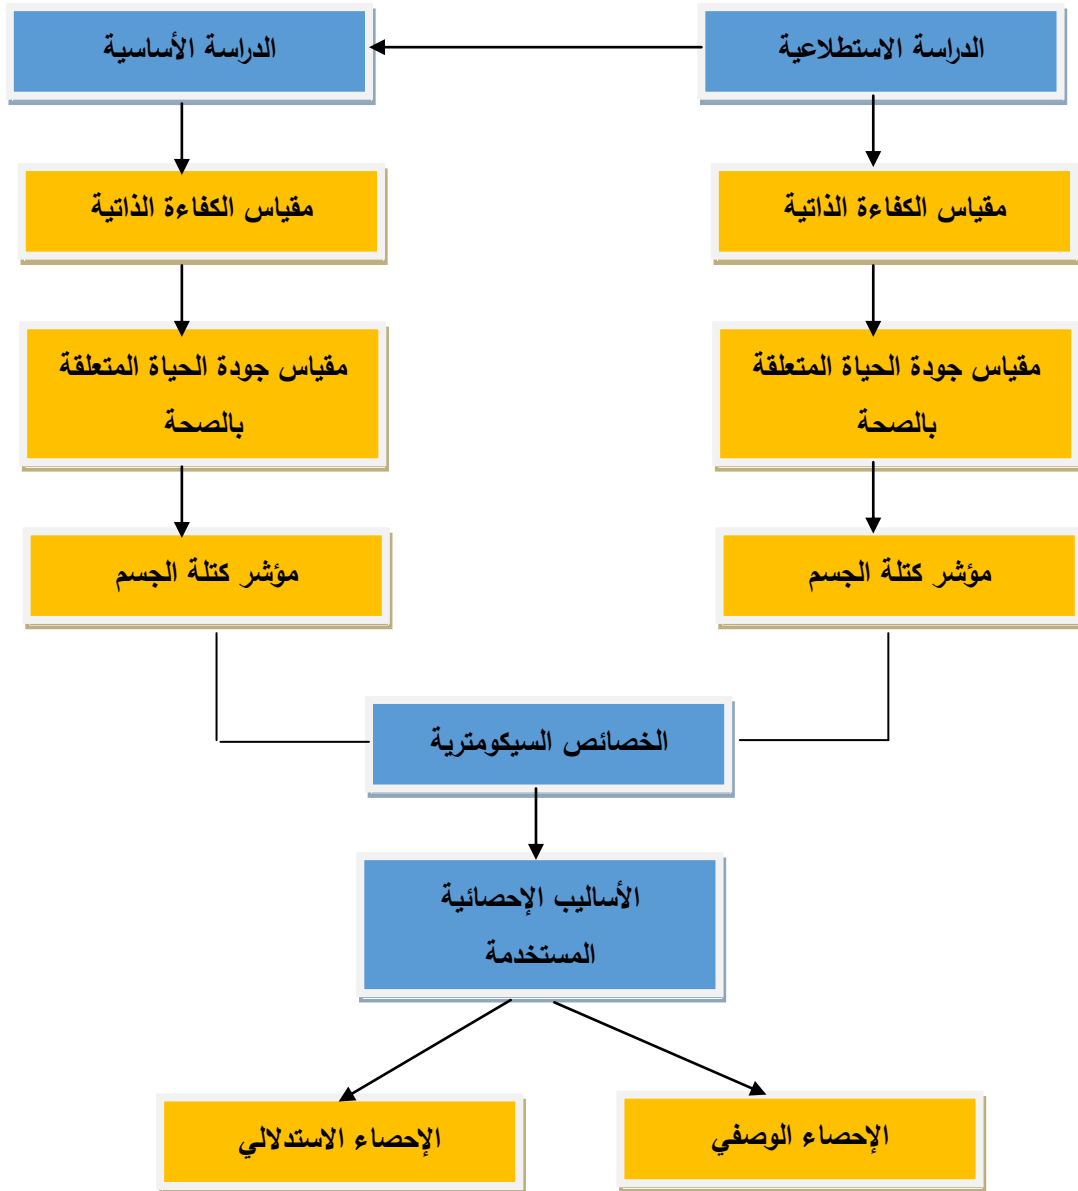 الدراسة الاستطلاعية
الدراسة الأساسية
مقياس الكفاءة الذاتية
مقياس الكفاءة الذاتية
مقياس جودة الحياة المتعلقة
بالصحة
مقياس جودة الحياة المتعلقة
بالصحة
مؤشر كتلة الجسم
مؤشر كتلة الجسم
الخصائص السيكومترية
الأساليب الإحصائية
المستخدمة
الإحصاء الوصفي
الإحصاء الاستدلالي